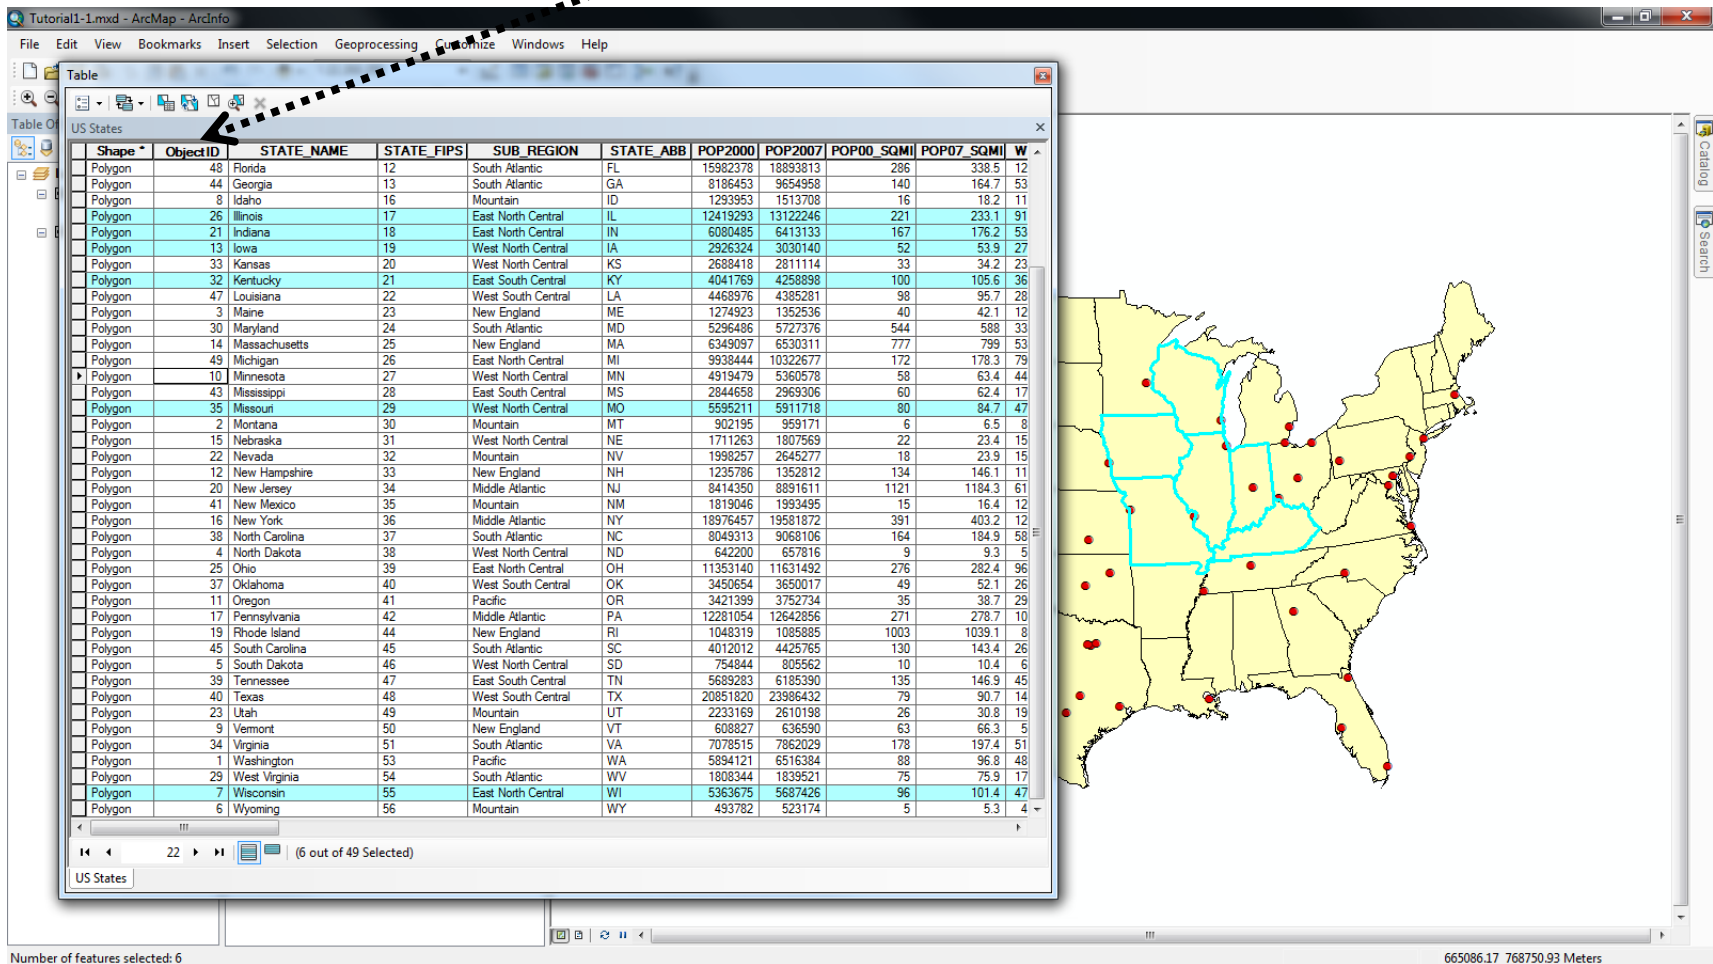 Tutorial1-1.mxd - ArcMap - ArcInfo
File Edit View Bookmarks Insert Selection Geoprocessing Customize Windows Help
Table
Table Of
US States
Shape * ObjectID STATE_NAME STATE_FIPS SUB_REGION STATE_ABB POP2000 POP2007 POP00_SQMI POP07_SQMI W
Polygon 48 Florida 12 South Atlantic FL 15982378 18893813 286 338.5 12
Polygon 44 Georgia 13 South Atlantic GA 8186453 9654958 140 164.7 53
Polygon 8 Idaho 16 Mountain ID 1293953 1513708 16 18.2 11
Polygon 26 Illinois 17 East North Central IL 12419293 13122246 221 233.1 91
Polygon 21 Indiana 18 East North Central IN 6080485 6413133 167 176.2 53
Polygon 13 Iowa 19 West North Central IA 2926324 3030140 52 53.9 27
Polygon 33 Kansas 20 West North Central KS 2688418 2811114 33 34.2 23
Polygon 32 Kentucky 21 East South Central KY 4041769 4258898 100 105.6 36
Polygon 47 Louisiana 22 West South Central LA 4468976 4385281 98 95.7 28
Polygon 3 Maine 23 New England ME 1274923 1352536 40 42.1 12
Polygon 30 Maryland 24 South Atlantic MD 5296486 5727376 544 588 33
Polygon 14 Massachusetts 25 New England MA 6349097 6530311 777 799 53
Polygon 49 Michigan 26 East North Central MI 9938444 10322677 172 178.3 79
Polygon 10 Minnesota 27 West North Central MN 4919479 5360578 58 63.4 44
Polygon 43 Mississippi 28 East South Central MS 2844658 2969306 60 62.4 17
Polygon 35 Missouri 29 West North Central MO 5595211 5911718 80 84.7 47
Polygon 2 Montana 30 Mountain MT 902195 959171 6 6.5 8
Polygon 15 Nebraska 31 West North Central NE 1711263 1807569 22 23.4 15
Polygon 22 Nevada 32 Mountain NV 1998257 2645277 18 23.9 15
Polygon 12 New Hampshire 33 New England NH 1235786 1352812 134 146.1 11
Polygon 20 New Jersey 34 Middle Atlantic NJ 8414350 8891611 1121 1184.3 61
Polygon 41 New Mexico 35 Mountain NM 1819046 1993495 15 16.4 12
Polygon 16 New York 36 Middle Atlantic NY 18976457 19581872 391 403.2 12
Polygon 38 North Carolina 37 South Atlantic NC 8049313 9068106 164 184.9 58
Polygon 4 North Dakota 38 West North Central ND 642200 657816 9 9.3 5
Polygon 25 Ohio 39 East North Central OH 11353140 11631492 276 282.4 96
Polygon 37 Oklahoma 40 West South Central OK 3450654 3650017 49 52.1 26
Polygon 11 Oregon 41 Pacific OR 3421399 3752734 35 38.7 29
Polygon 17 Pennsylvania 42 Middle Atlantic PA 12281054 12642856 271 278.7 10
Polygon 19 Rhode Island 44 New England RI 1048319 1085885 1003 1039.1 8
Polygon 45 South Carolina 45 South Atlantic SC 4012012 4425765 130 143.4 26
Polygon 5 South Dakota 46 West North Central SD 754844 805562 10 10.4 6
Polygon 39 Tennessee 47 East South Central TN 5689283 6185390 135 146.9 45
Polygon 40 Texas 48 West South Central TX 20851820 23986432 79 90.7 14
Polygon 23 Utah 49 Mountain UT 2233169 2610198 26 30.8 19
Polygon 9 Vermont 50 New England VT 608827 636590 63 66.3 5
Polygon 34 Virginia 51 South Atlantic VA 7078515 7862029 178 197.4 51
Polygon 1 Washington 53 Pacific WA 5894121 6516384 88 96.8 48
Polygon 29 West Virginia 54 South Atlantic WV 1808344 1839521 75 75.9 17
Polygon 7 Wisconsin 55 East North Central WI 5363675 5687426 96 101.4 47
Polygon 6 Wyoming 56 Mountain WY 493782 523174 5 5.3 4
22 (6 out of 49 Selected)
US States
Catalog
Search
Number of features selected: 6
665086.17 768750.93 Meters